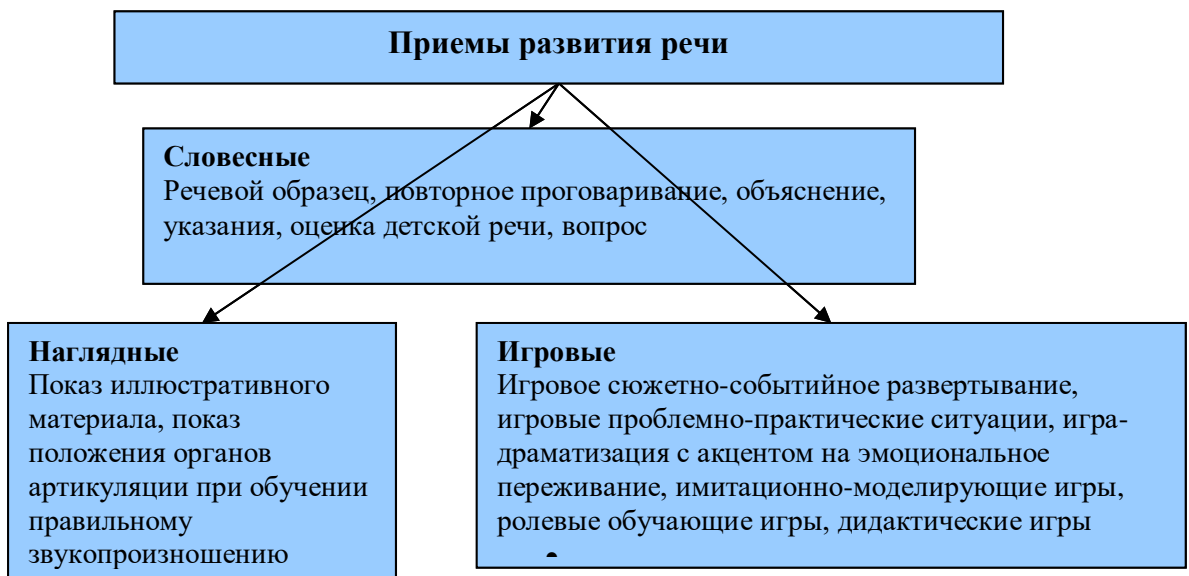 Приемы развития речи
Словесные
Речевой образец, повторное проговаривание, объяснение,
указания, оценка детской речи, вопрос
Наглядные
Показ иллюстративного
материала, показ
положения органов
артикуляции при обучении
правильному
звукопроизношению
Игровые
Игровое сюжетно-событийное развертывание,
игровые проблемно-практические ситуации, игра-
драматизация с акцентом на эмоциональное
переживание, имитационно-моделирующие игры,
ролевые обучающие игры, дидактические игры
•